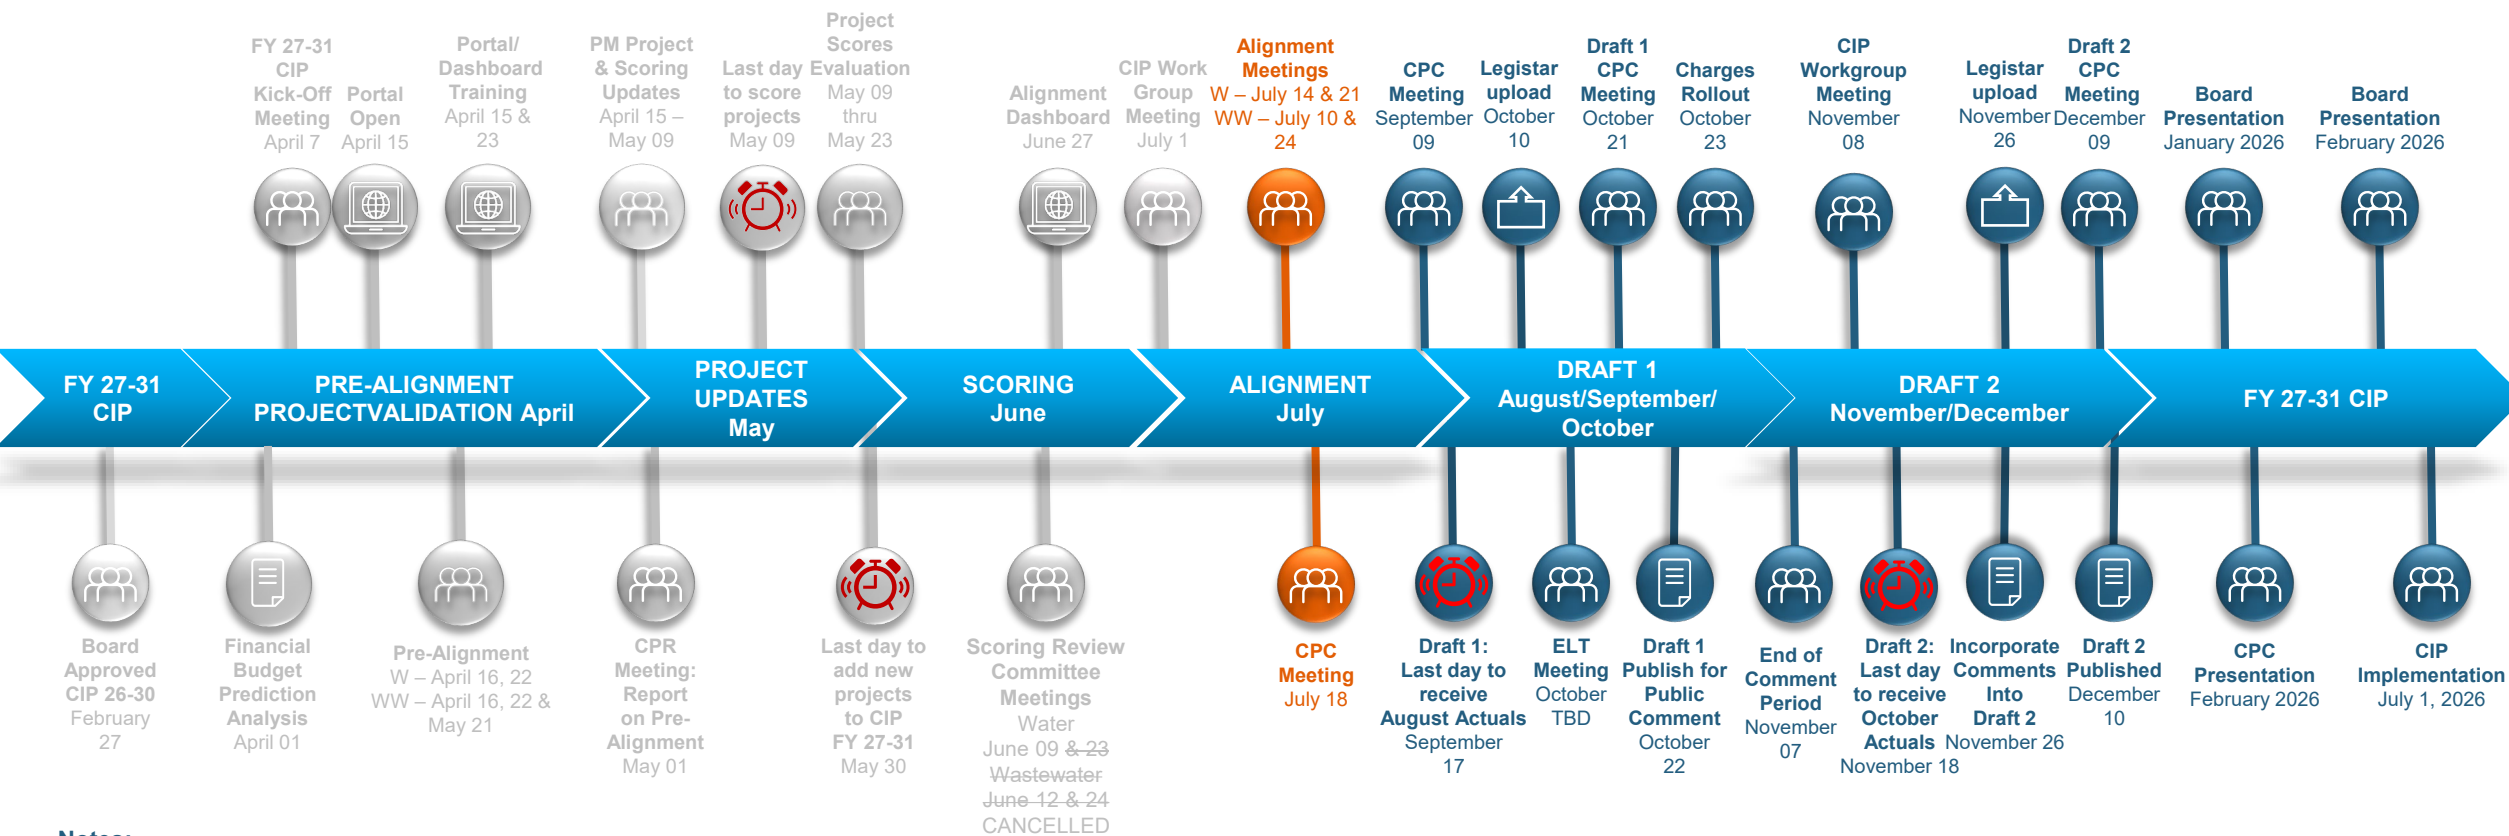 FY 27-31
CIP
Kick-Off
Meeting
April 7
Portal
Open
April 15
Portal/
Dashboard
Training
April 15 &
23
PM Project
& Scoring
Updates
April 15 –
May 09
Last day
to score
projects
May 09
Project
Scores
Evaluation
May 09
thru
May 23
Alignment
Dashboard
June 27
CIP Work
Group
Meeting
July 1
Alignment
Meetings
W – July 14 & 21
WW – July 10 &
24
CPC
Meeting
September
09
Legistar
upload
October
10
Draft 1
CPC
Meeting
October
21
Charges
Rollout
October
23
CIP
Workgroup
Meeting
November
08
Legistar
upload
November
26
Draft 2
CPC
Meeting
December
09
Board
Presentation
January 2026
Board
Presentation
February 2026
FY 27-31
CIP
PRE-ALIGNMENT
PROJECTVALIDATION April
PROJECT
UPDATES
May
SCORING
June
ALIGNMENT
July
DRAFT 1
August/September/
October
DRAFT 2
November/December
FY 27-31 CIP
Board
Approved
CIP 26-30
February
27
Financial
Budget
Prediction
Analysis
April 01
Pre-Alignment
W – April 16, 22
WW – April 16, 22 &
May 21
CPR
Meeting:
Report
on Pre-
Alignment
May 01
Last day to
add new
projects
to CIP
FY 27-31
May 30
Scoring Review
Committee
Meetings
Water
June 09 & 23
Wastewater
June 12 & 24
CANCELLED
CPC
Meeting
July 18
Draft 1:
Last day to
receive
August Actuals
September
17
ELT
Meeting
October
TBD
Draft 1
Publish for
Public
Comment
October
22
End of
Comment
Period
November
07
Draft 2:
Last day
to receive
October
Actuals
November 18
Incorporate
Comments
Into
Draft 2
November 26
Draft 2
Published
December
10
CPC
Presentation
February 2026
CIP
Implementation
July 1, 2026
Notes: